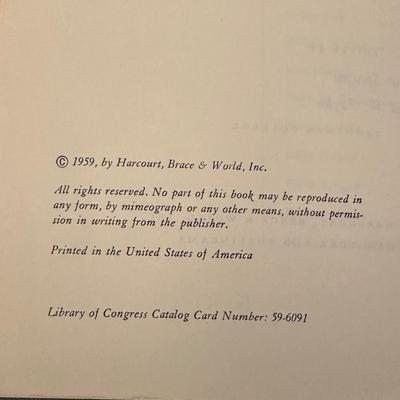 © 1959, by Harcourt, Brace & World, Inc.
All rights reserved. No part of this book may be reproduced in
any form, by mimeograph or any other means, without permis-
sion in writing from the publisher.
Printed in the United States of America
Library of Congress Catalog Card Number: 59-6091